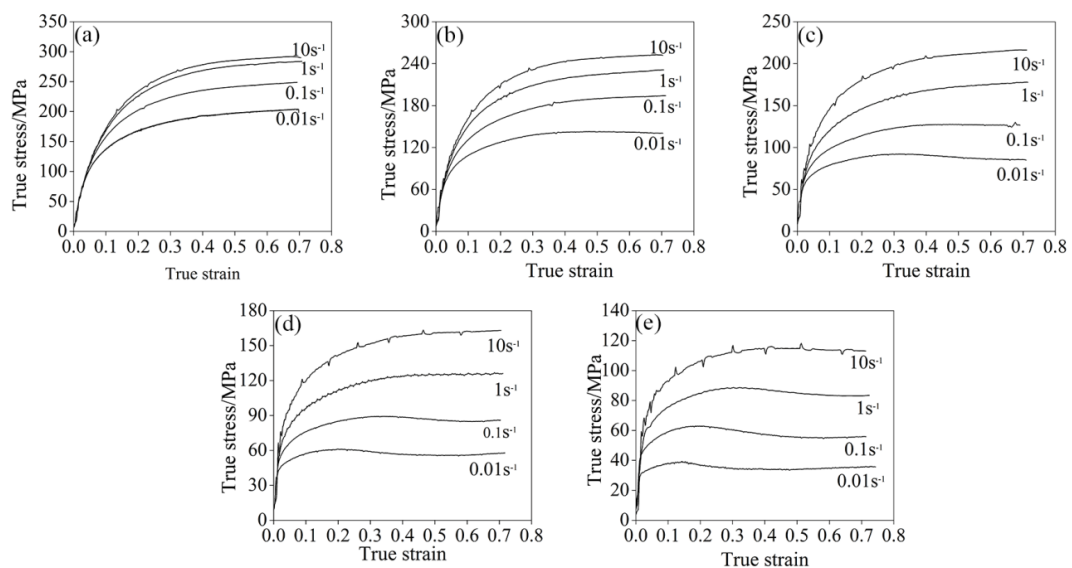 (a)
350
300
250
200
150
100
50
0
True stress/MPa
10s⁻¹
1s⁻¹
0.1s⁻¹
0.01s⁻¹
0.0 0.1 0.2 0.3 0.4 0.5 0.6 0.7 0.8
True strain
(b)
300
240
180
120
60
0
True stress/MPa
10s⁻¹
1s⁻¹
0.1s⁻¹
0.01s⁻¹
0.0 0.1 0.2 0.3 0.4 0.5 0.6 0.7 0.8
True strain
(c)
250
200
150
100
50
0
True stress/MPa
10s⁻¹
1s⁻¹
0.1s⁻¹
0.01s⁻¹
0.0 0.1 0.2 0.3 0.4 0.5 0.6 0.7 0.8
True strain
(d)
180
150
120
90
60
30
0
True stress/MPa
10s⁻¹
1s⁻¹
0.1s⁻¹
0.01s⁻¹
0.0 0.1 0.2 0.3 0.4 0.5 0.6 0.7 0.8
True strain
(e)
140
120
100
80
60
40
20
0
True stress/MPa
10s⁻¹
1s⁻¹
0.1s⁻¹
0.01s⁻¹
0.0 0.1 0.2 0.3 0.4 0.5 0.6 0.7 0.8
True strain